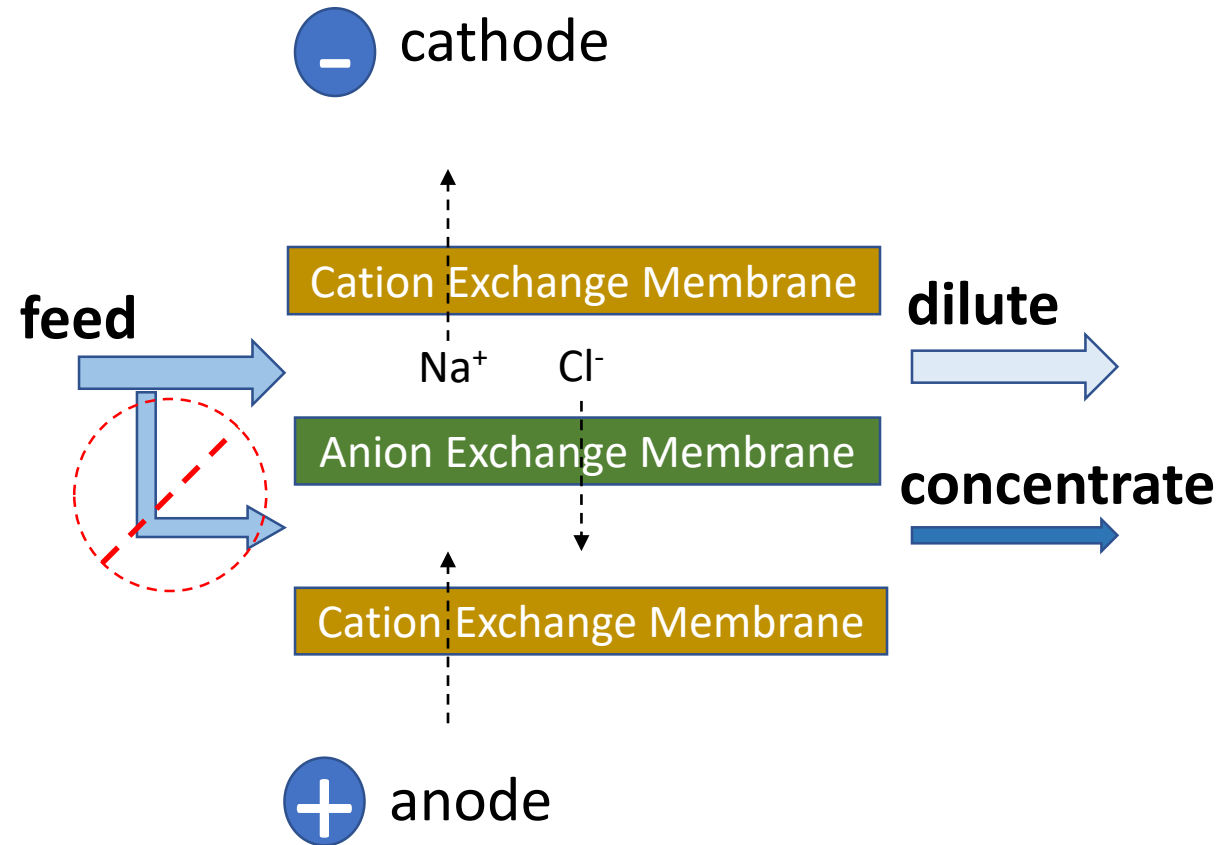 - cathode
Cation Exchange Membrane
feed
dilute
Na⁺ Cl⁻
Anion Exchange Membrane
concentrate
Cation Exchange Membrane
+ anode